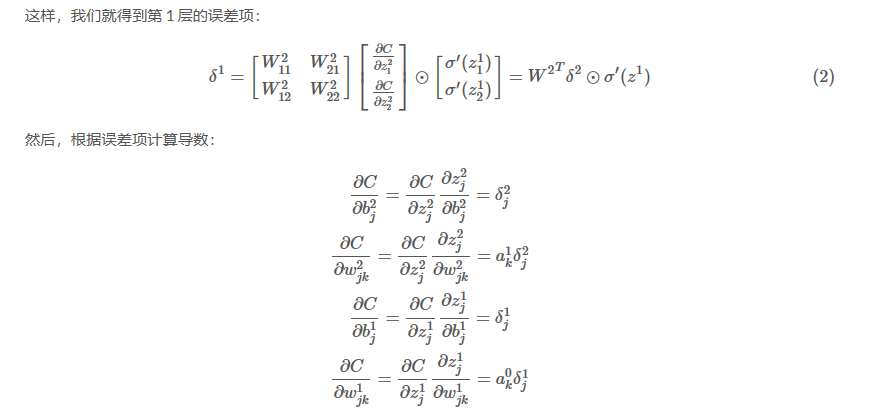 这样，我们就得到第 1 层的误差项：
$$\delta^1 = \begin{bmatrix} W_{11}^2 & W_{21}^2 \\ W_{12}^2 & W_{22}^2 \end{bmatrix} \begin{bmatrix} \frac{\partial C}{\partial z_1^2} \\ \frac{\partial C}{\partial z_2^2} \end{bmatrix} \odot \begin{bmatrix} \sigma'(z_1^1) \\ \sigma'(z_2^1) \end{bmatrix} = W^{2T} \delta^2 \odot \sigma'(z^1) \quad (2)$$
然后，根据误差项计算导数：
$$\frac{\partial C}{\partial b_j^2} = \frac{\partial C}{\partial z_j^2} \frac{\partial z_j^2}{\partial b_j^2} = \delta_j^2$$
$$\frac{\partial C}{\partial w_{jk}^2} = \frac{\partial C}{\partial z_j^2} \frac{\partial z_j^2}{\partial w_{jk}^2} = a_k^1 \delta_j^2$$
$$\frac{\partial C}{\partial b_j^1} = \frac{\partial C}{\partial z_j^1} \frac{\partial z_j^1}{\partial b_j^1} = \delta_j^1$$
$$\frac{\partial C}{\partial w_{jk}^1} = \frac{\partial C}{\partial z_j^1} \frac{\partial z_j^1}{\partial w_{jk}^1} = a_k^0 \delta_j^1$$